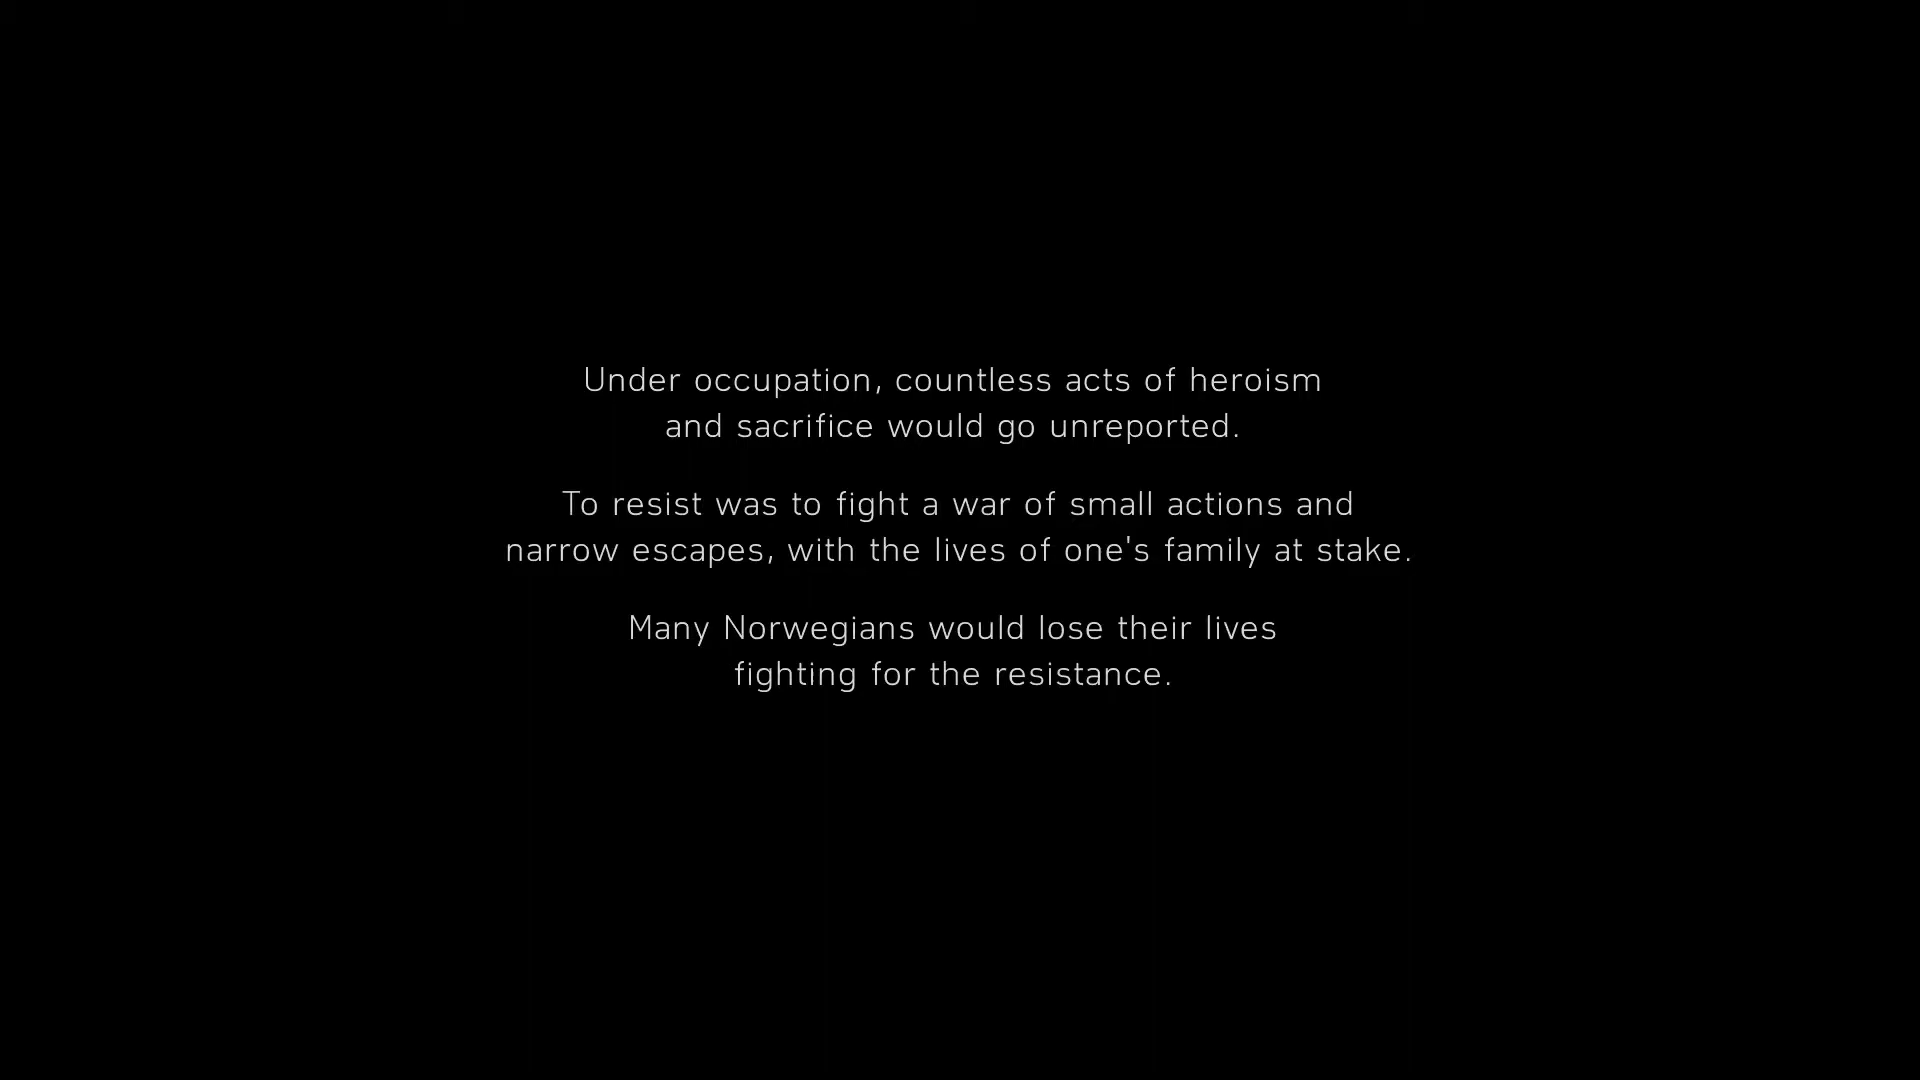 Under occupation, countless acts of heroism
and sacrifice would go unreported.
To resist was to fight a war of small actions and
narrow escapes, with the lives of one's family at stake.
Many Norwegians would lose their lives
fighting for the resistance.